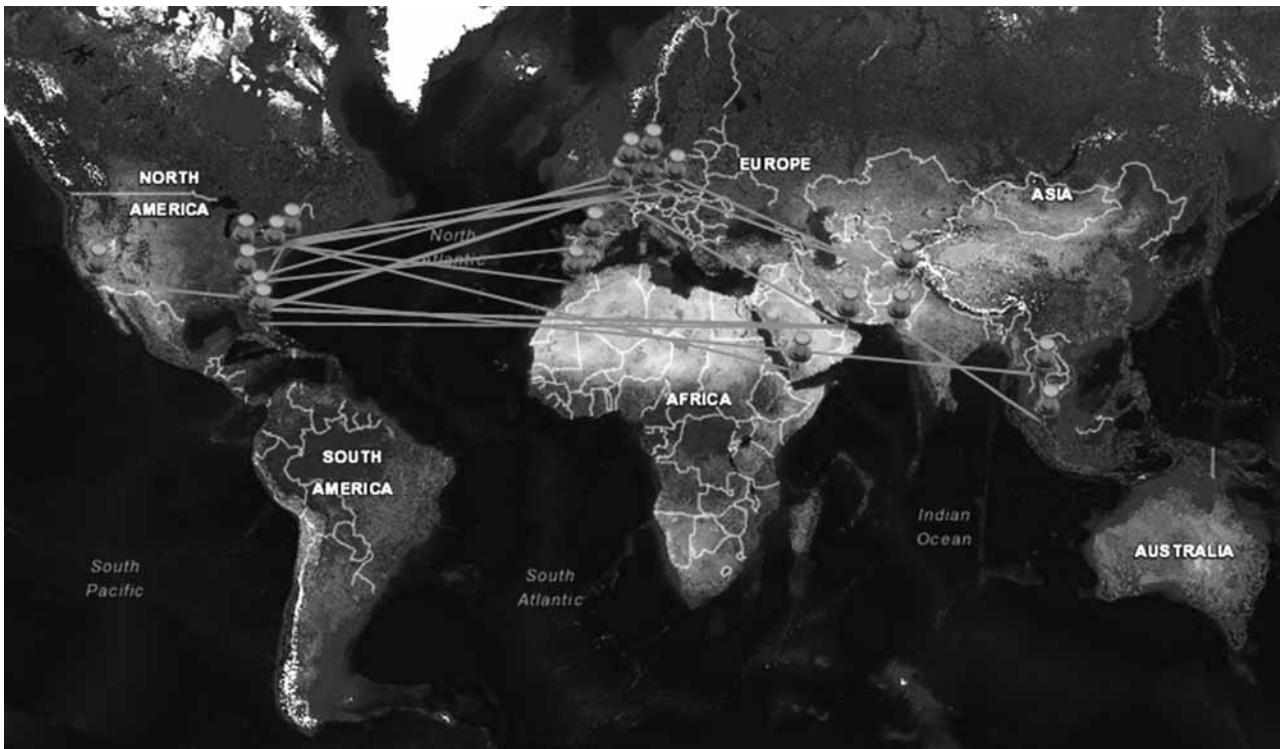 NORTH
AMERICA
EUROPE
ASIA
North
Atlantic
AFRICA
SOUTH
AMERICA
Indian
Ocean
AUSTRALIA
South
Pacific
South
Atlantic